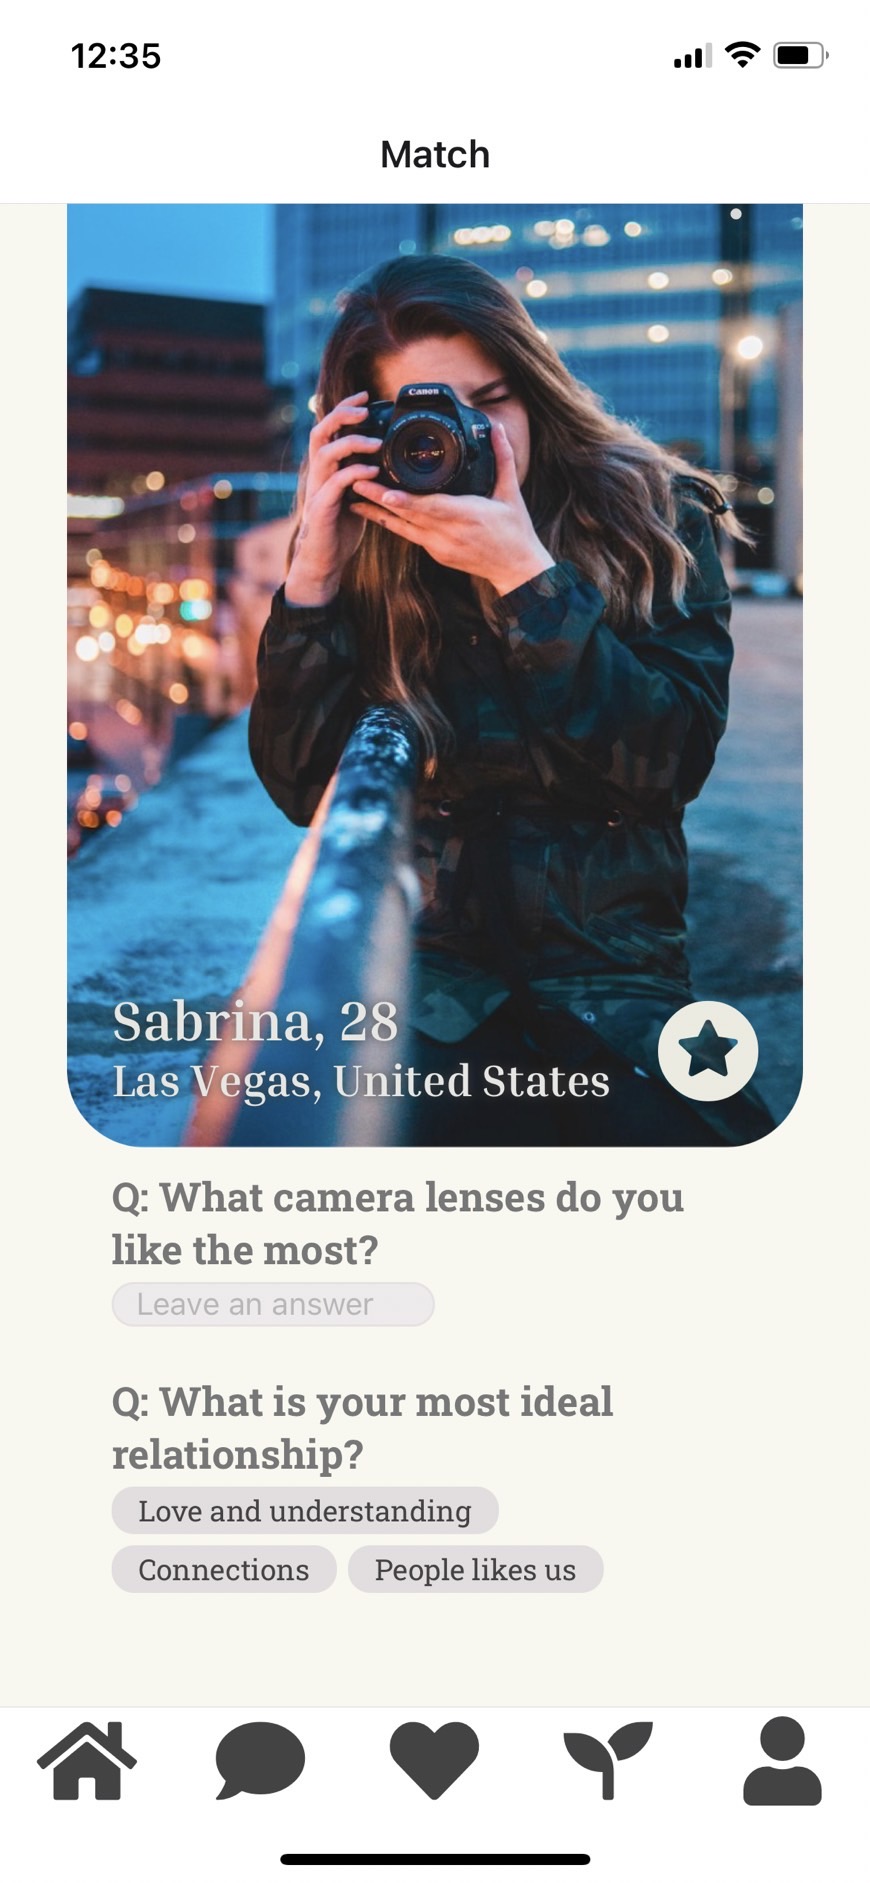 12:35
Match
Canon
Sabrina, 28
Las Vegas, United States
Q: What camera lenses do you
like the most?
Leave an answer
Q: What is your most ideal
relationship?
Love and understanding
Connections People likes us